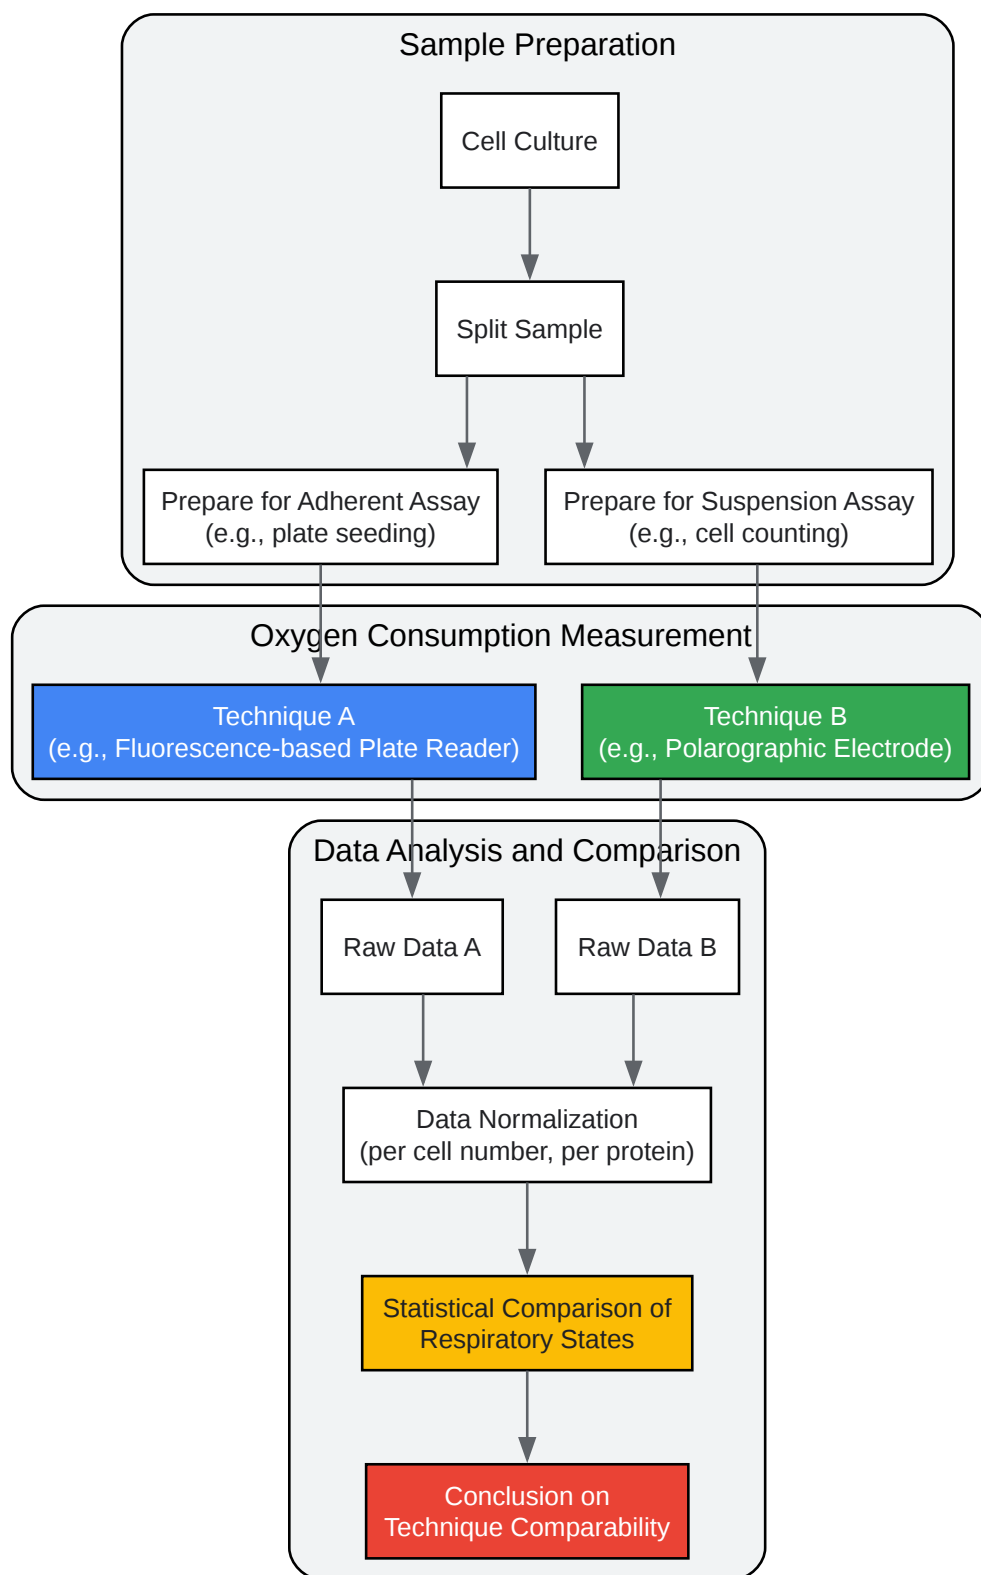 Sample Preparation
Cell Culture
Split Sample
Prepare for Adherent Assay
(e.g., plate seeding)
Prepare for Suspension Assay
(e.g., cell counting)
Oxygen Consumption Measurement
Technique A
(e.g., Fluorescence-based Plate Reader)
Technique B
(e.g., Polarographic Electrode)
Data Analysis and Comparison
Raw Data A
Raw Data B
Data Normalization
(per cell number, per protein)
Statistical Comparison of
Respiratory States
Conclusion on
Technique Comparability